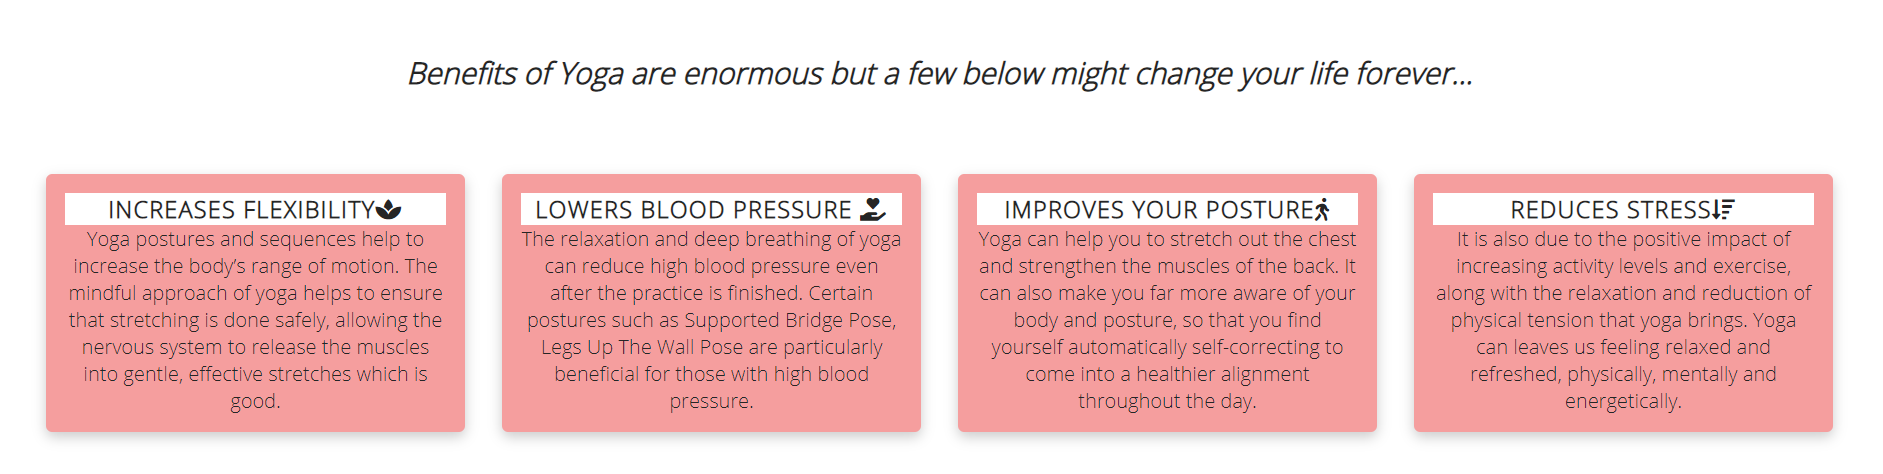 Benefits of Yoga are enormous but a few below might change your life forever...
INCREASES FLEXIBILITY
Yoga postures and sequences help to
increase the body’s range of motion. The
mindful approach of yoga helps to ensure
that stretching is done safely, allowing the
nervous system to release the muscles
into gentle, effective stretches which is
good.
LOWERS BLOOD PRESSURE
The relaxation and deep breathing of yoga
can reduce high blood pressure even
after the practice is finished. Certain
postures such as Supported Bridge Pose,
Legs Up The Wall Pose are particularly
beneficial for those with high blood
pressure.
IMPROVES YOUR POSTURE
Yoga can help you to stretch out the chest
and strengthen the muscles of the back. It
can also make you far more aware of your
body and posture, so that you find
yourself automatically self-correcting to
come into a healthier alignment
throughout the day.
REDUCES STRESS
It is also due to the positive impact of
increasing activity levels and exercise,
along with the relaxation and reduction of
physical tension that yoga brings. Yoga
can leaves us feeling relaxed and
refreshed, physically, mentally and
energetically.